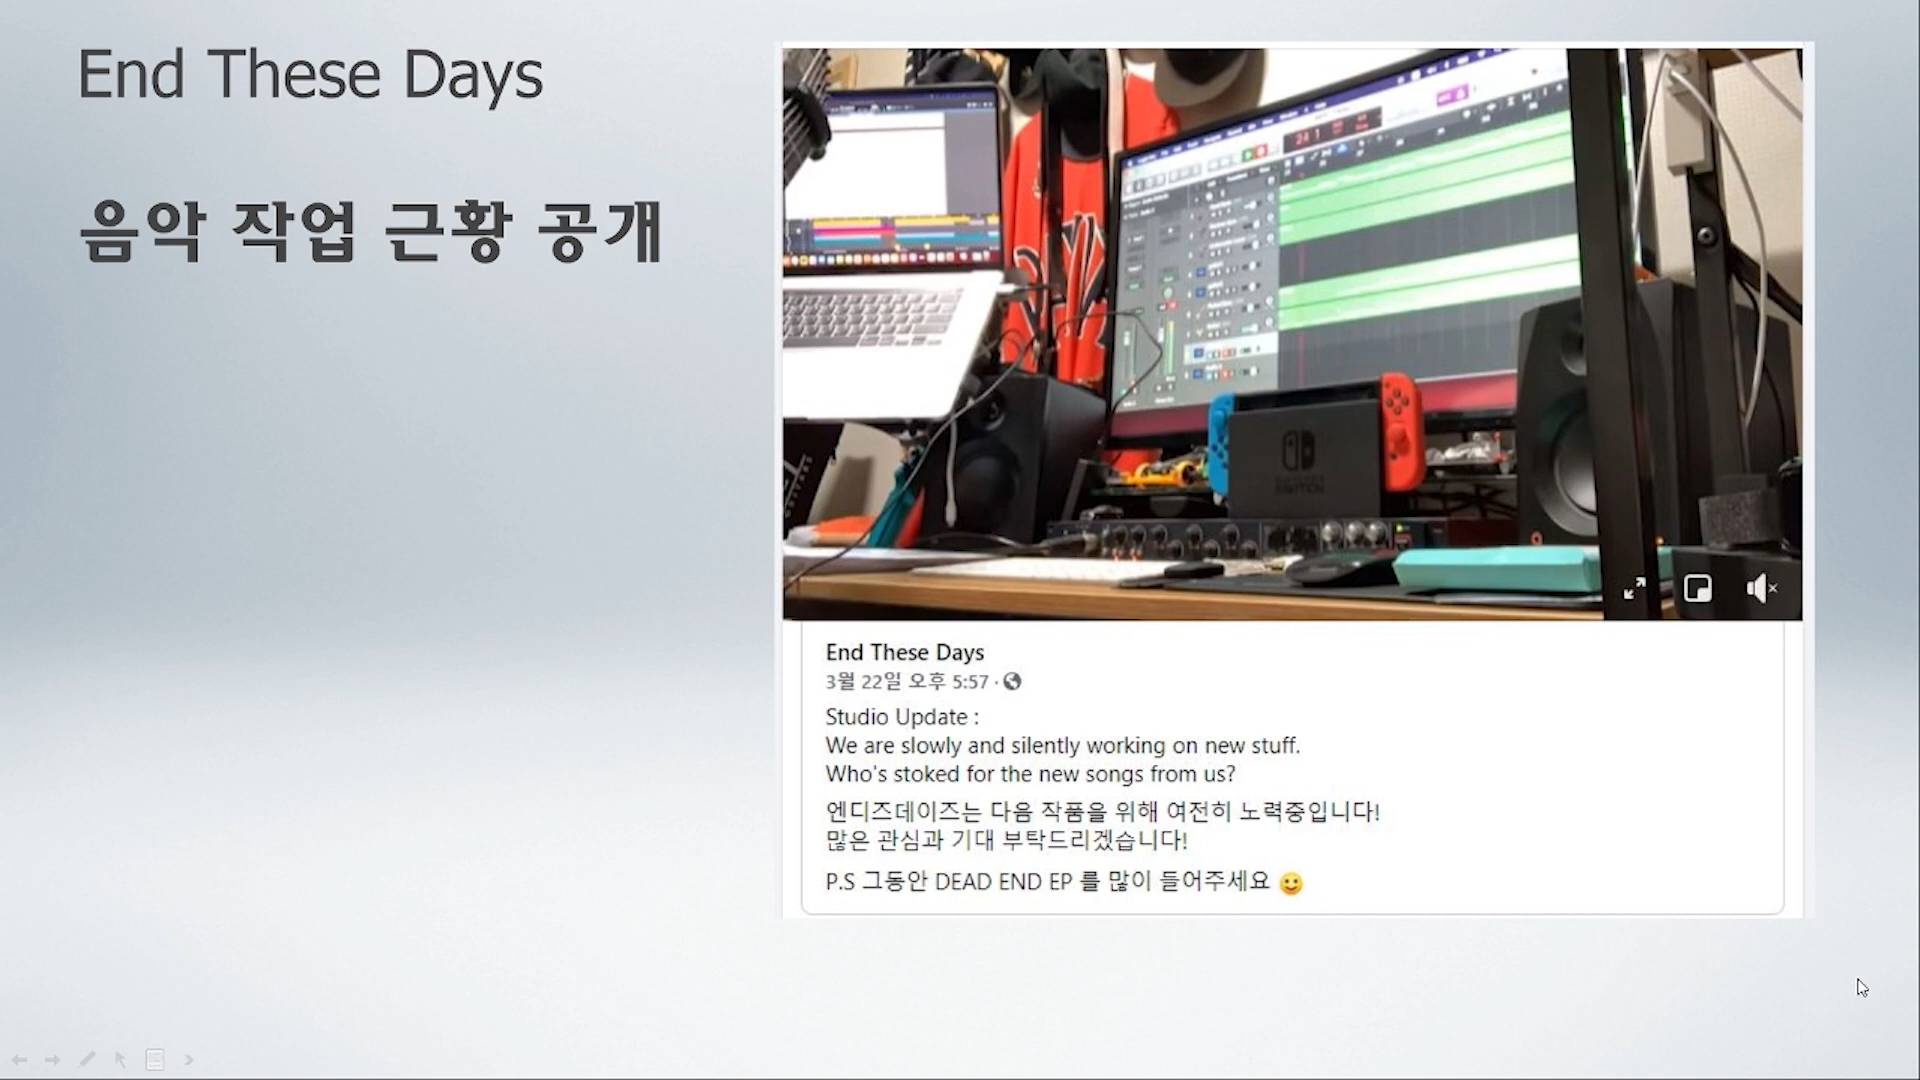 End These Days
음악 작업 근황 공개
SWITCH
End These Days
3월 22일 오후 5:57 ·
Studio Update :
We are slowly and silently working on new stuff.
Who's stoked for the new songs from us?
엔디즈데이즈는 다음 작품을 위해 여전히 노력중입니다!
많은 관심과 기대 부탁드리겠습니다!
P.S 그동안 DEAD END EP 를 많이 들어주세요